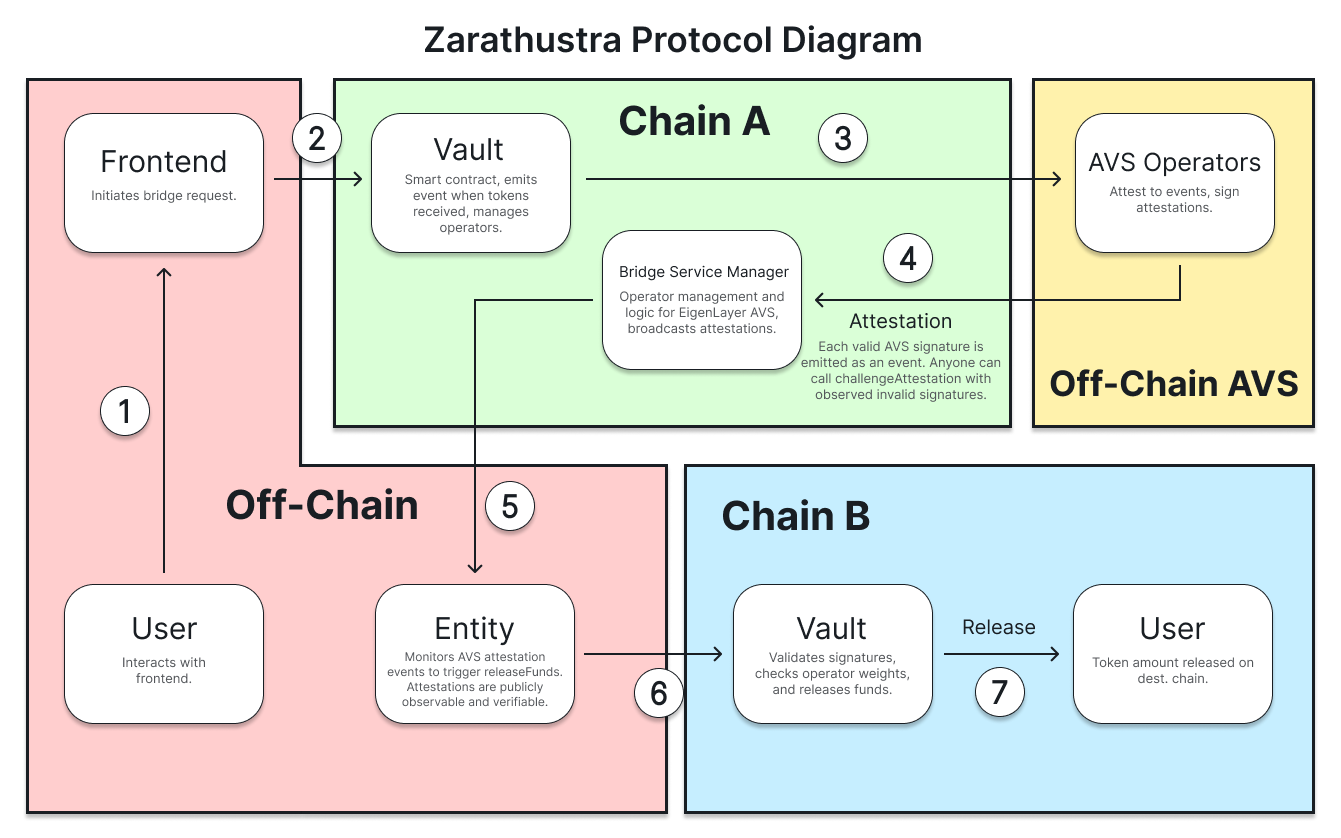 Zarathustra Protocol Diagram
Frontend
Initiates bridge request.
2
Vault
Smart contract, emits
event when tokens
received, manages
operators.
Chain A
3
AVS Operators
Attest to events, sign
attestations.
Bridge Service Manager
Operator management and
logic for EigenLayer AVS,
broadcasts attestations.
4
Attestation
Each valid AVS signature is
emitted as an event. Anyone can
call challengeAttestation with
observed invalid signatures.
Off-Chain AVS
1
Off-Chain
5
Chain B
User
Interacts with
frontend.
Entity
Monitors AVS attestation
events to trigger releaseFunds.
Attestations are publicly
observable and verifiable.
6
Vault
Validates signatures,
checks operator weights,
and releases funds.
Release
7
User
Token amount released on
dest. chain.